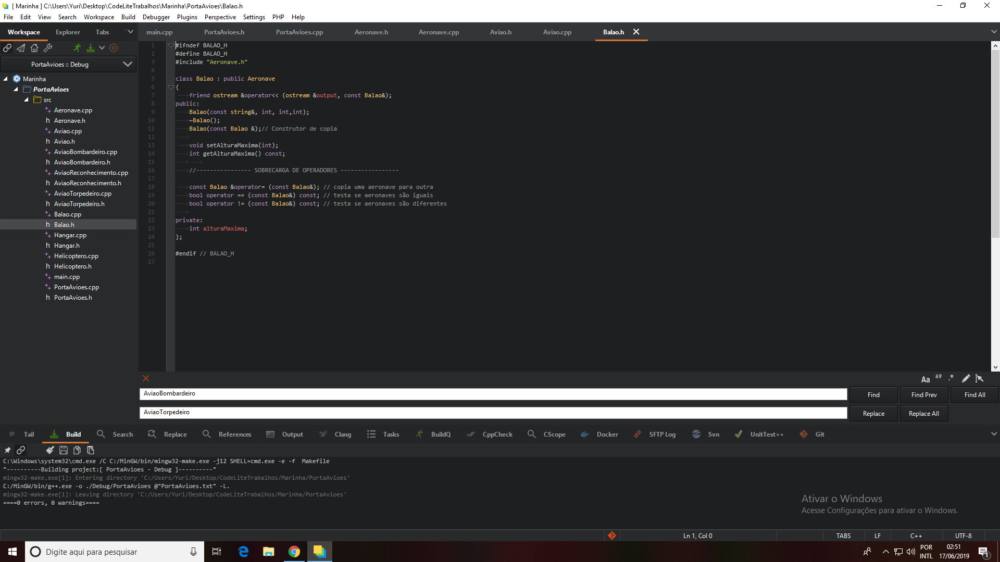 [ Marinha ] C:\Users\Yuri\Desktop\CodeLiteTrabalhos\Marinha\PortaAvioes\Balao.h
File Edit View Search Workspace Build Debugger Plugins Perspective Settings PHP Help
Workspace Explorer Tabs
main.cpp PortaAvioes.h PortaAvioes.cpp Aeronave.h Aeronave.cpp Aviao.h Aviao.cpp Balao.h
PortaAvioes :: Debug
Marinha
PortaAvioes
src
Aeronave.cpp
Aeronave.h
Aviao.cpp
Aviao.h
AviaoBombardeiro.cpp
AviaoBombardeiro.h
AviaoReconhecimento.cpp
AviaoReconhecimento.h
AviaoTorpedeiro.cpp
AviaoTorpedeiro.h
Balao.cpp
Balao.h
Hangar.cpp
Hangar.h
Helicoptero.cpp
Helicoptero.h
main.cpp
PortaAvioes.cpp
PortaAvioes.h
1 #ifndef BALAO_H
2 #define BALAO_H
3 #include "Aeronave.h"
4
5 class Balao : public Aeronave
6 {
7 friend ostream &operator<< (ostream &output, const Balao&);
8 public:
9 Balao(const string&, int, int,int);
10 ~Balao();
11 Balao(const Balao &);// Construtor de copia
12
13 void setAlturaMaxima(int);
14 int getAlturaMaxima() const;
15
16 //---------------- SOBRECARGA DE OPERADORES -----------------
17
18 const Balao &operator= (const Balao&); // copia uma aeronave para outra
19 bool operator == (const Balao&) const; // testa se aeronaves são iguais
20 bool operator != (const Balao&) const; // testa se aeronaves são diferentes
21
22 private:
23 int alturaMaxima;
24 };
25
26 #endif // BALAO_H
27
Aa “” .*
AviaoBombardeiro Find Find Prev Find All
AviaoTorpedeiro Replace Replace All
Tail Build Search Replace References Output Clang Tasks BuildQ CppCheck CScope Docker SFTP Log Svn UnitTest++ Git
C:\Windows\system32\cmd.exe /C C:/MinGW/bin/mingw32-make.exe -j12 SHELL=cmd.exe -e -f  Makefile
"----------Building project:[ PortaAvioes - Debug ]----------"
mingw32-make.exe[1]: Entering directory 'C:/Users/Yuri/Desktop/CodeLiteTrabalhos/Marinha/PortaAvioes'
C:/MinGW/bin/g++.exe -o ./Debug/PortaAvioes @"PortaAvioes.txt" -L.
mingw32-make.exe[1]: Leaving directory 'C:/Users/Yuri/Desktop/CodeLiteTrabalhos/Marinha/PortaAvioes'
====0 errors, 0 warnings====
Ativar o Windows
Acesse Configurações para ativar o Windows.
Ln 1, Col 0 TABS LF C++ UTF-8
Digite aqui para pesquisar
POR
INTL
02:51
17/06/2019
1